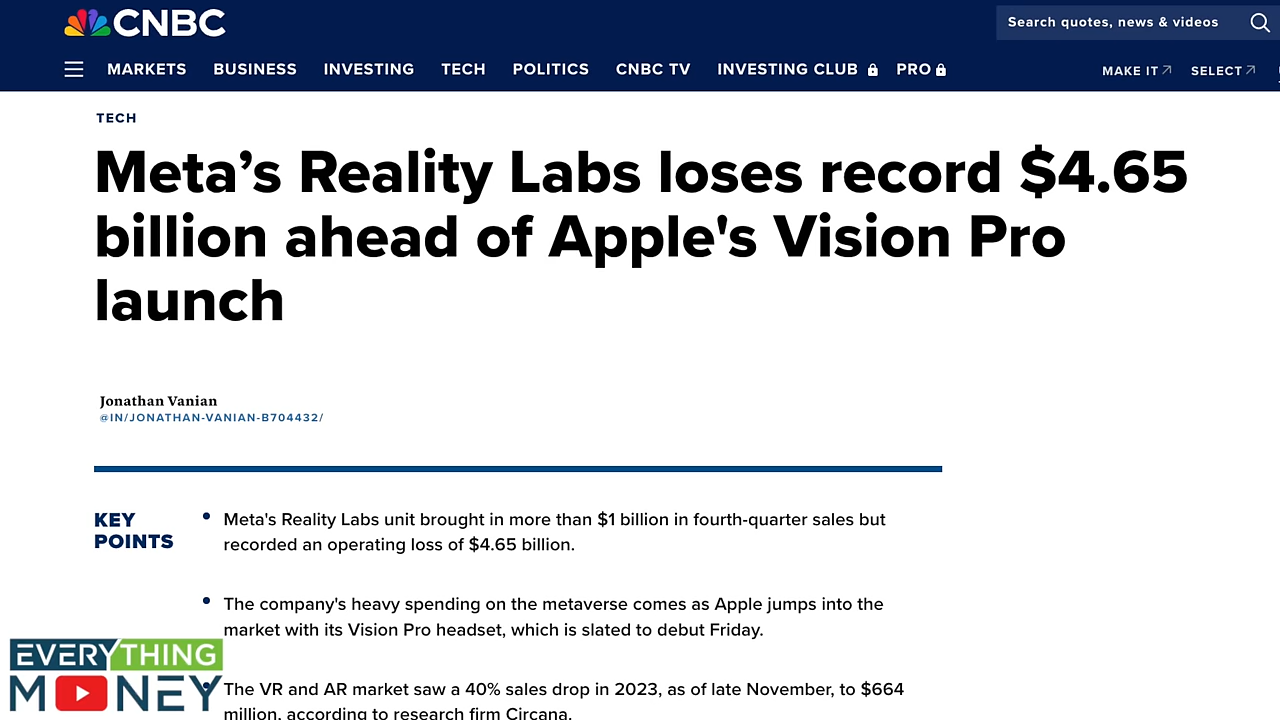 CNBC
Search quotes, news & videos
MARKETS BUSINESS INVESTING TECH POLITICS CNBC TV INVESTING CLUB PRO MAKE IT SELECT
TECH
Meta’s Reality Labs loses record $4.65
billion ahead of Apple's Vision Pro
launch
Jonathan Vanian
@IN/JONATHAN-VANIAN-B704432/
KEY
POINTS
Meta's Reality Labs unit brought in more than $1 billion in fourth-quarter sales but
recorded an operating loss of $4.65 billion.
The company's heavy spending on the metaverse comes as Apple jumps into the
market with its Vision Pro headset, which is slated to debut Friday.
The VR and AR market saw a 40% sales drop in 2023, as of late November, to $664
million, according to research firm Circana.
EVERYTHING
MONEY